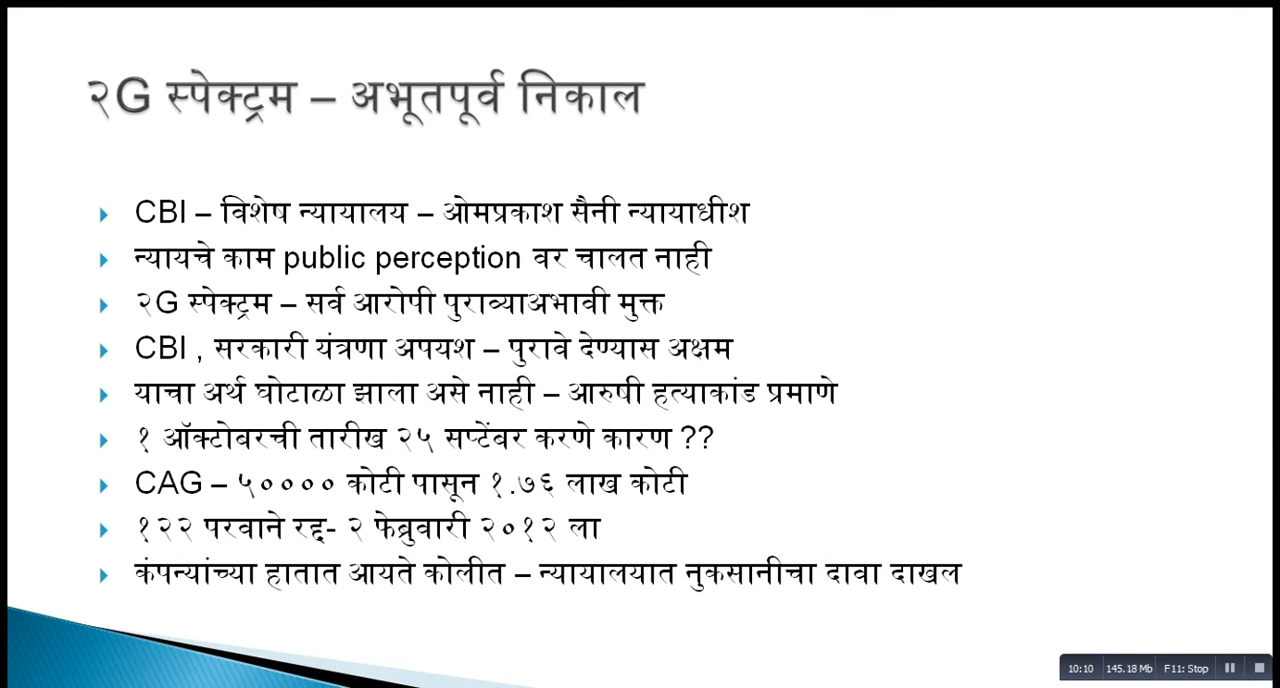 २G स्पेक्ट्रम – अभूतपूर्व निकाल
CBI – विशेष न्यायालय – ओमप्रकाश सैनी न्यायाधीश
न्यायचे काम public perception वर चालत नाही
२G स्पेक्ट्रम – सर्व आरोपी पुराव्याअभावी मुक्त
CBI , सरकारी यंत्रणा अपयश – पुरावे देण्यास अक्षम
याचा अर्थ घोटाळा झाला असे नाही – आरुषी हत्याकांड प्रमाणे
१ ऑक्टोबरची तारीख २५ सप्टेंबर करणे कारण ??
CAG – ५०००० कोटी पासून १.७६ लाख कोटी
१२२ परवाने रद्द- २ फेब्रुवारी २०१२ ला
कंपन्यांच्या हातात आयते कोलीत – न्यायालयात नुकसानीचा दावा दाखल
10:10 145.18 Mb F11: Stop